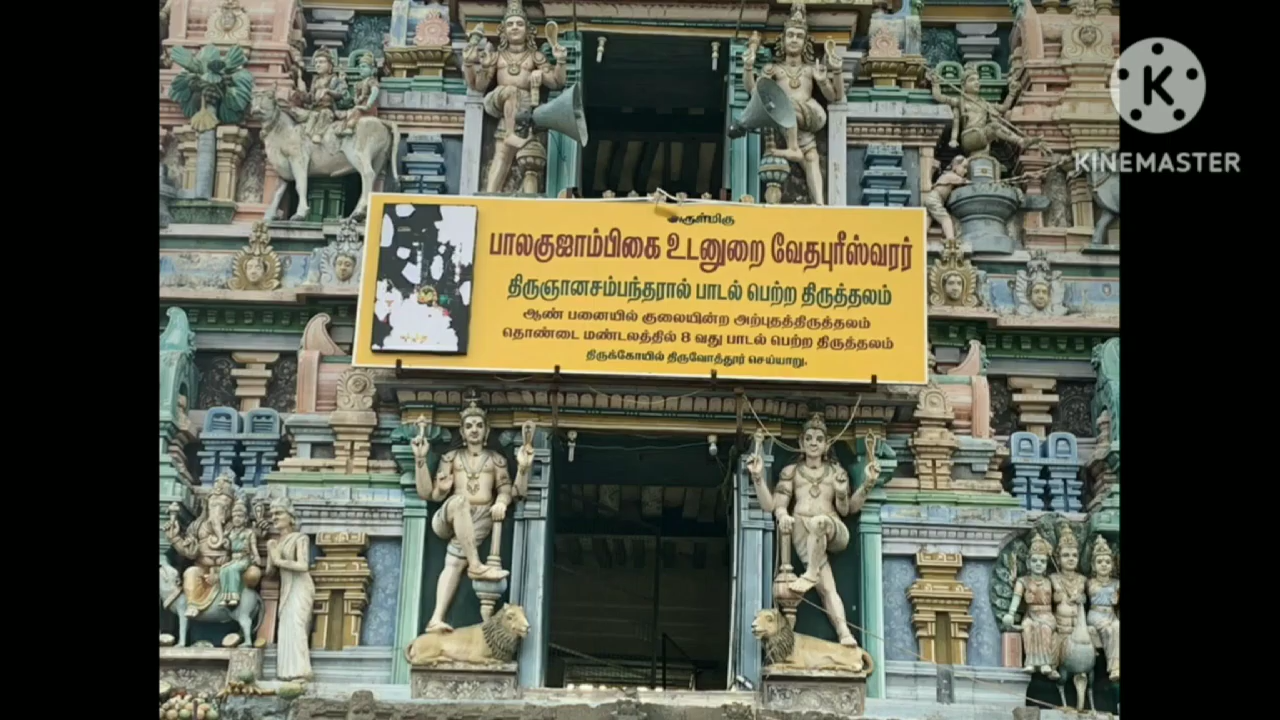 அருள்மிகு
பாலகுஜாம்பிகை உடனுறை வேதபுரீஸ்வரர்
திருஞானசம்பந்தரால் பாடல் பெற்ற திருத்தலம்
ஆண் பனையில் குலையின்ற அற்புதத்திருத்தலம்
தொண்டை மண்டலத்தில் 8 வது பாடல் பெற்ற திருத்தலம்
திருக்கோயில் திருவோத்தூர் செய்யாறு.
K
KINEMASTER